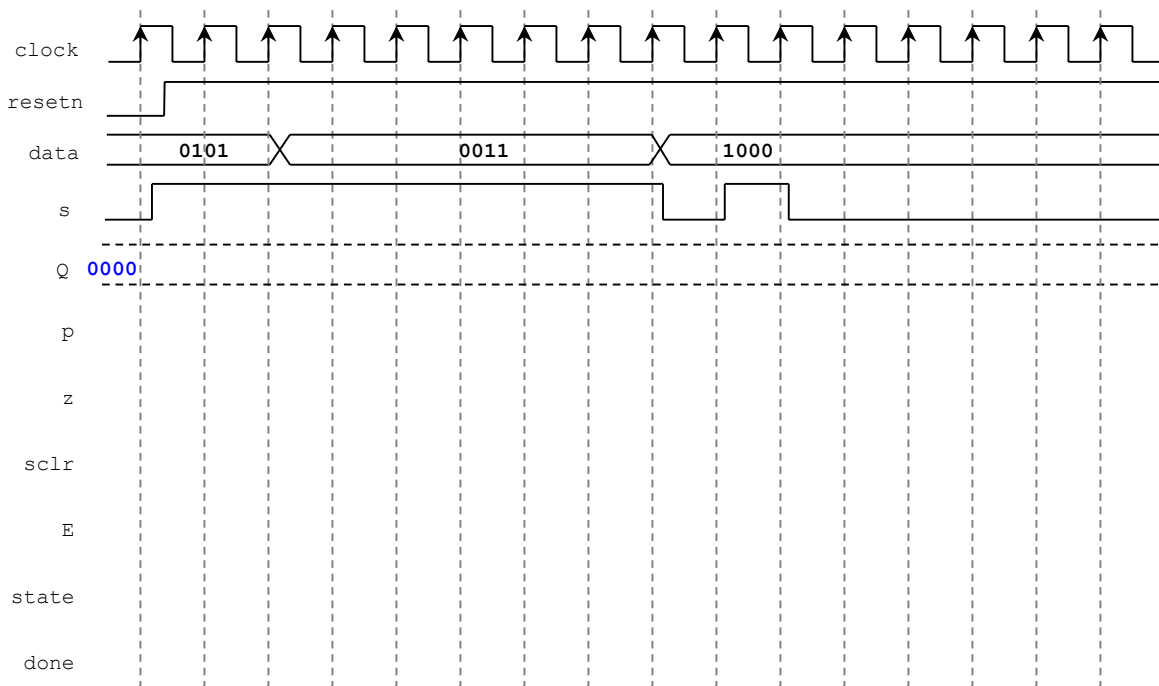 clock
resetn
data 0101 0011 1000
s
Q 0000
p
z
sclr
E
state
done